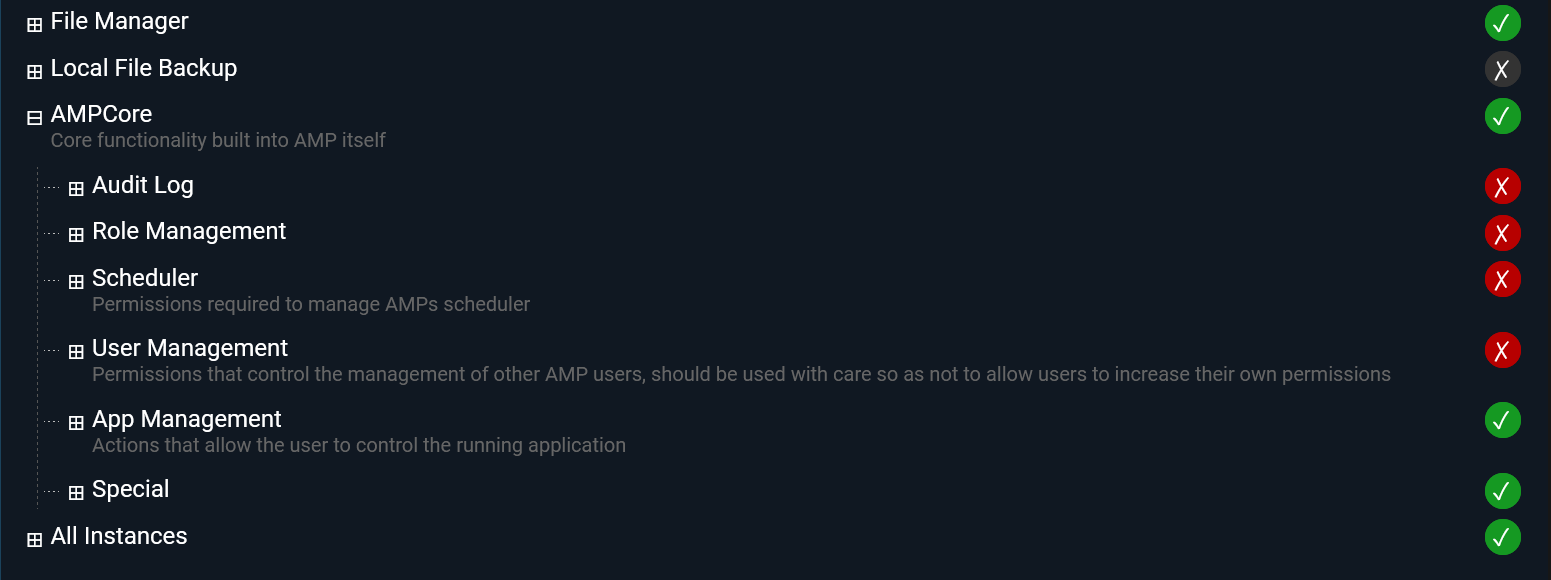 File Manager
Local File Backup
AMPCore
Core functionality built into AMP itself
Audit Log
Role Management
Scheduler
Permissions required to manage AMPs scheduler
User Management
Permissions that control the management of other AMP users, should be used with care so as not to allow users to increase their own permissions
App Management
Actions that allow the user to control the running application
Special
All Instances